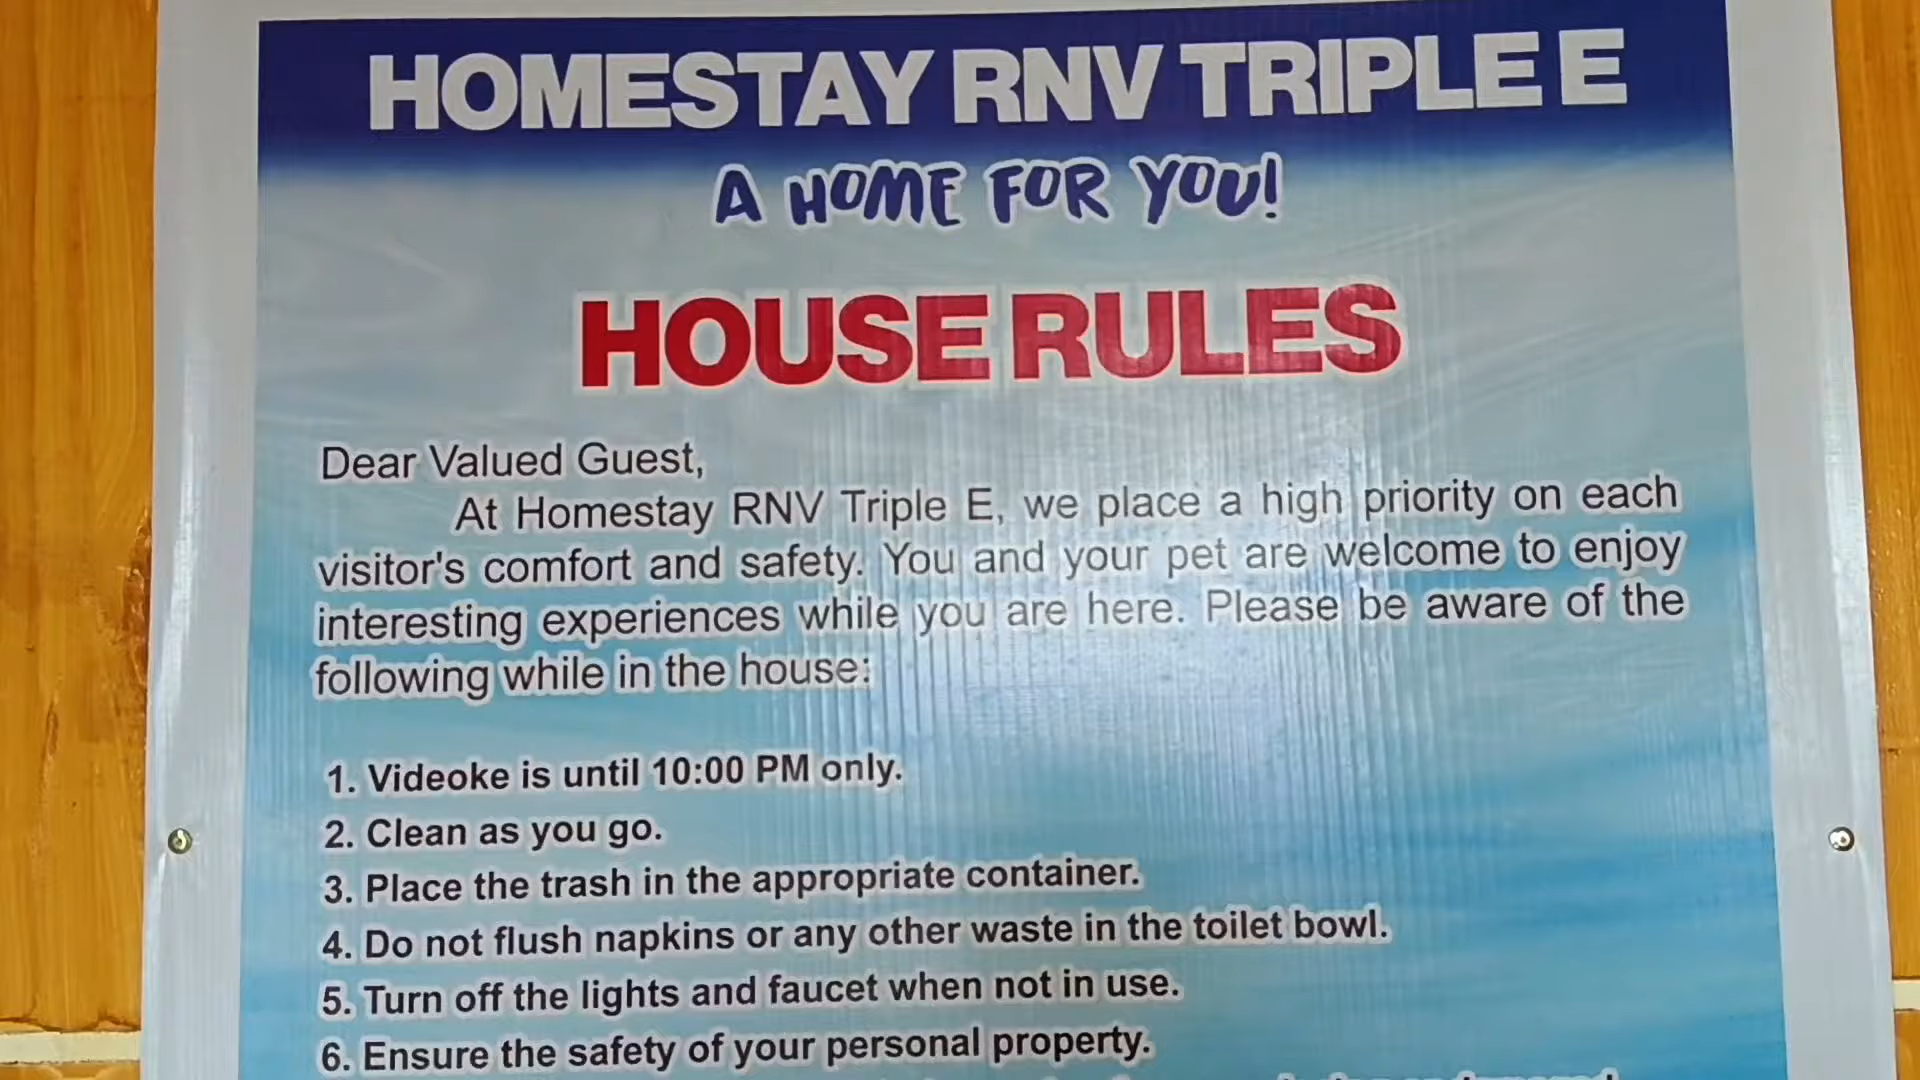 HOMESTAY RNV TRIPLE E
A HOME FOR YOU!
HOUSE RULES
Dear Valued Guest,
At Homestay RNV Triple E, we place a high priority on each
visitor's comfort and safety. You and your pet are welcome to enjoy
interesting experiences while you are here. Please be aware of the
following while in the house:
1. Videoke is until 10:00 PM only.
2. Clean as you go.
3. Place the trash in the appropriate container.
4. Do not flush napkins or any other waste in the toilet bowl.
5. Turn off the lights and faucet when not in use.
6. Ensure the safety of your personal property.